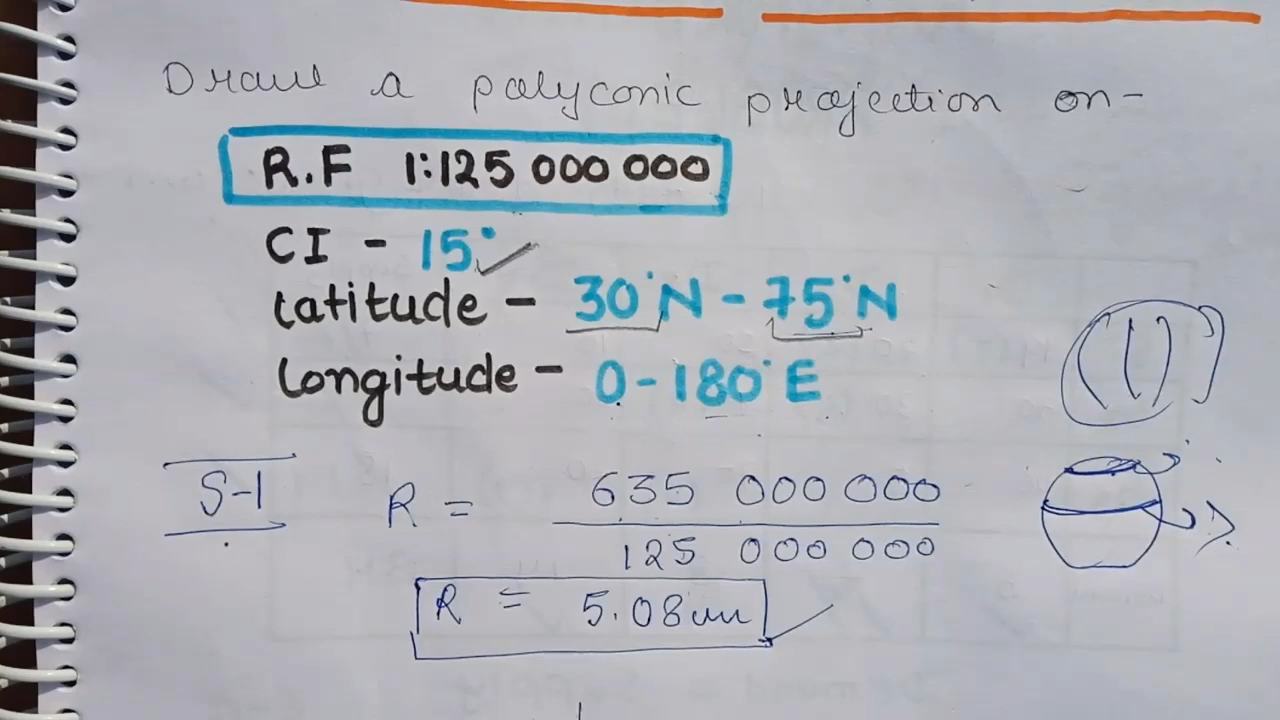 Draw a polyconic projection on-
R.F 1:125 000 000
CI - 15°
Latitude - 30°N - 75°N
Longitude - 0 - 180° E
S-1 R = 635 000 000
125 000 000
R = 5.08cm